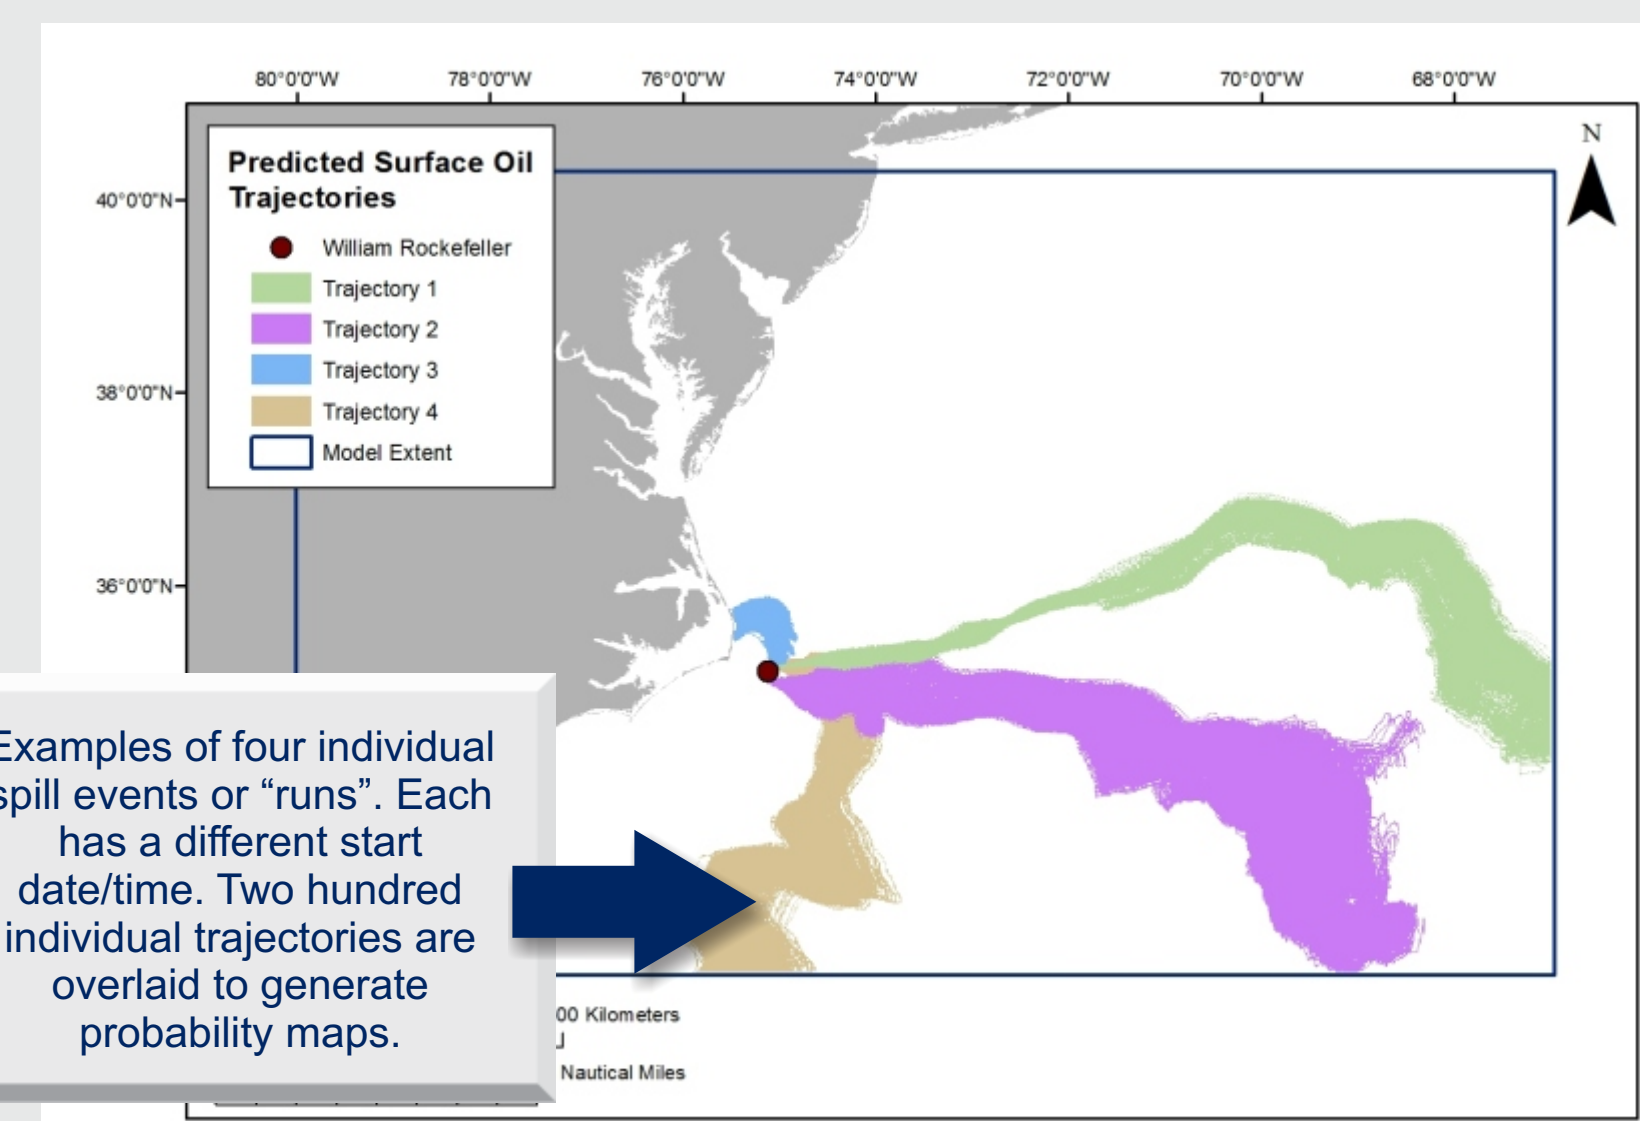 80°0'0"W 78°0'0"W 76°0'0"W 74°0'0"W 72°0'0"W 70°0'0"W 68°0'0"W
N
Predicted Surface Oil
Trajectories
William Rockefeller
Trajectory 1
Trajectory 2
Trajectory 3
Trajectory 4
Model Extent
40°0'0"N
38°0'0"N
36°0'0"N
Examples of four individual
spill events or “runs”. Each
has a different start
date/time. Two hundred
individual trajectories are
overlaid to generate
probability maps.
00 Kilometers
Nautical Miles